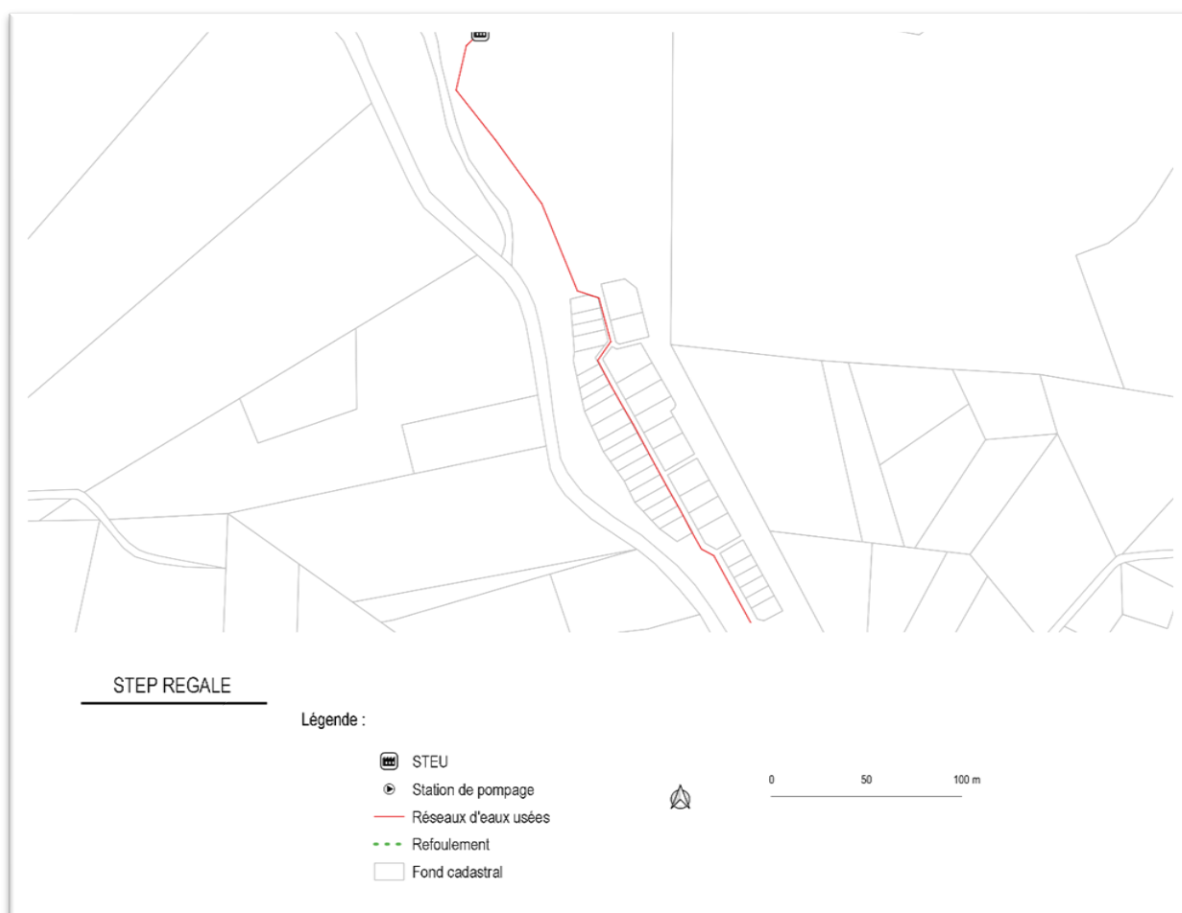 STEP REGALE
Légende :
STEU
Station de pompage
Réseaux d'eaux usées
Refoulement
Fond cadastral
0 50 100 m